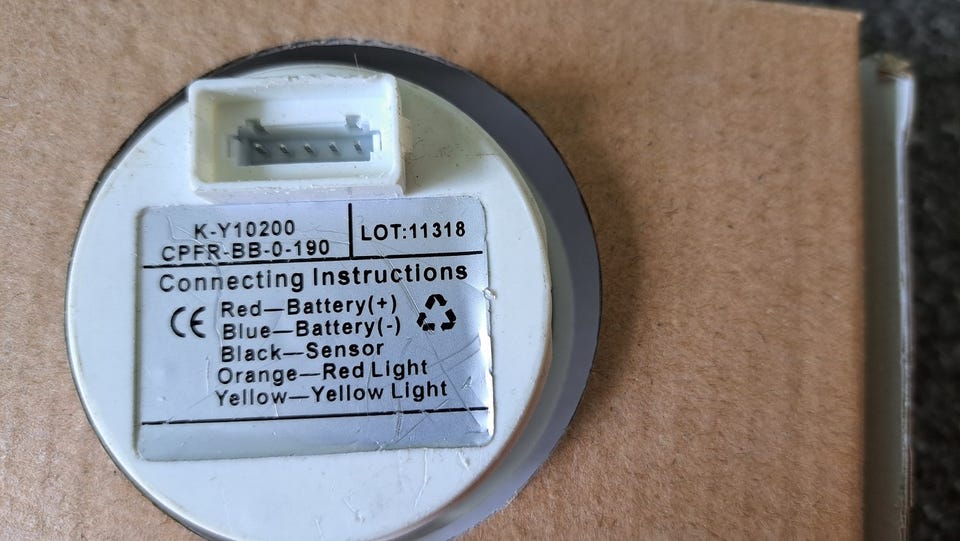 K-Y10200
CPFR-BB-0-190
LOT:11318
Connecting Instructions
CE
Red—Battery(+)
Blue—Battery(-)
Black—Sensor
Orange—Red Light
Yellow—Yellow Light